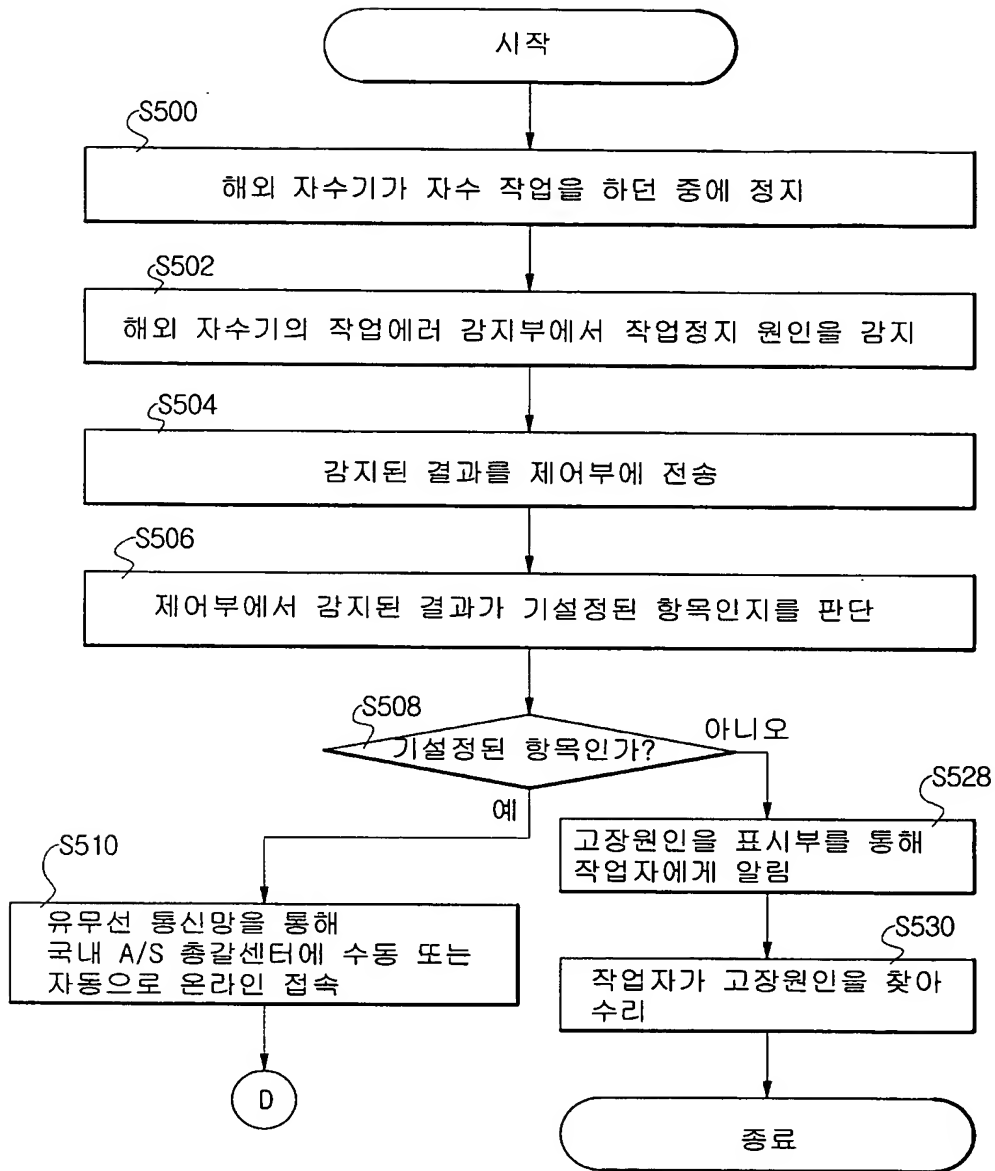 시작
S500
해외 자수기가 자수 작업을 하던 중에 정지
S502
해외 자수기의 작업에러 감지부에서 작업정지 원인을 감지
S504
감지된 결과를 제어부에 전송
S506
제어부에서 감지된 결과가 기설정된 항목인지를 판단
S508
기설정된 항목인가?
아니오
예
S528
고장원인을 표시부를 통해
작업자에게 알림
S510
유무선 통신망을 통해
국내 A/S 총갈센터에 수동 또는
자동으로 온라인 접속
S530
작업자가 고장원인을 찾아
수리
D
종료